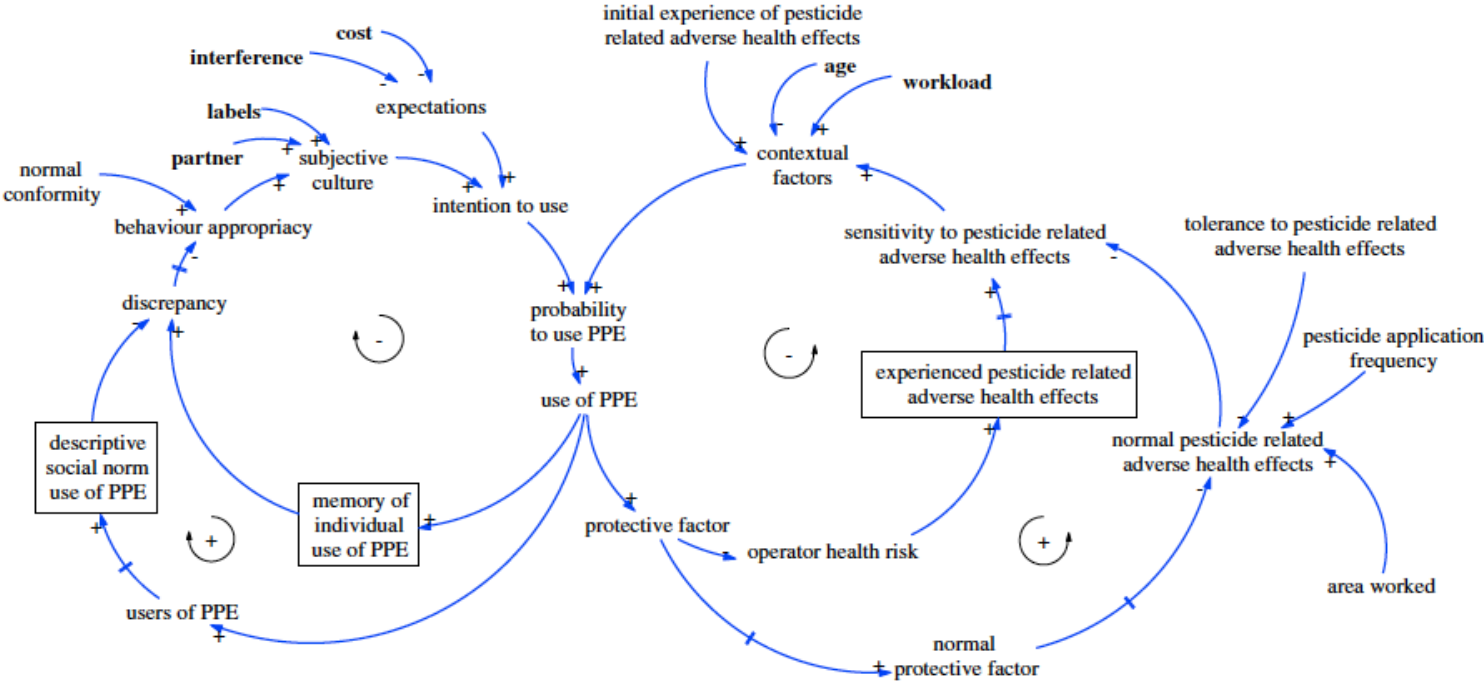 cost
interference
expectations
labels
partner
subjective
culture
normal
conformity
behaviour appropriacy
intention to use
discrepancy
descriptive
social norm
use of PPE
memory of
individual
use of PPE
users of PPE
initial experience of pesticide
related adverse health effects
age
workload
contextual
factors
sensitivity to pesticide related
adverse health effects
tolerance to pesticide related
adverse health effects
probability
to use PPE
use of PPE
experienced pesticide related
adverse health effects
pesticide application
frequency
normal pesticide related
adverse health effects
protective factor
operator health risk
area worked
normal
protective factor